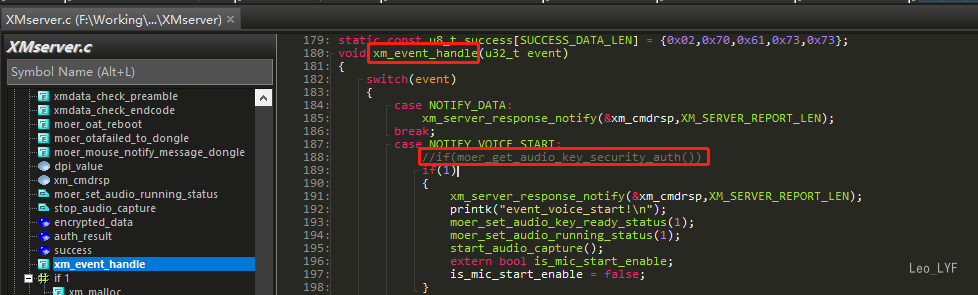 XMserver.c (F:\Working\...\XMserver)
XMserver.c
Symbol Name (Alt+L)
xmdata_check_preamble
xmdata_check_endcode
moer_oat_reboot
moer_otafailed_to_dongle
moer_mouse_notify_message_dongle
dpi_value
xm_cmdrsp
moer_set_audio_running_status
stop_audio_capture
encrypted_data
auth_result
success
xm_event_handle
if 1
xm_malloc
179: static const u8_t success[SUCCESS_DATA_LEN] = {0x02,0x70,0x61,0x73,0x73};
180: void xm_event_handle(u32_t event)
181: {
182: switch(event)
183: {
184: case NOTIFY_DATA:
185: xm_server_response_notify(&xm_cmdrsp,XM_SERVER_REPORT_LEN);
186: break;
187: case NOTIFY_VOICE_START:
188: //if(moer_get_audio_key_security_auth())
189: if(1)
190: {
191: xm_server_response_notify(&xm_cmdrsp,XM_SERVER_REPORT_LEN);
192: printk("event_voice_start!\n");
193: moer_set_audio_key_ready_status(1);
194: moer_set_audio_running_status(1);
195: start_audio_capture();
196: extern bool is_mic_start_enable;
197: is_mic_start_enable = false;
198: }
Leo_LYF